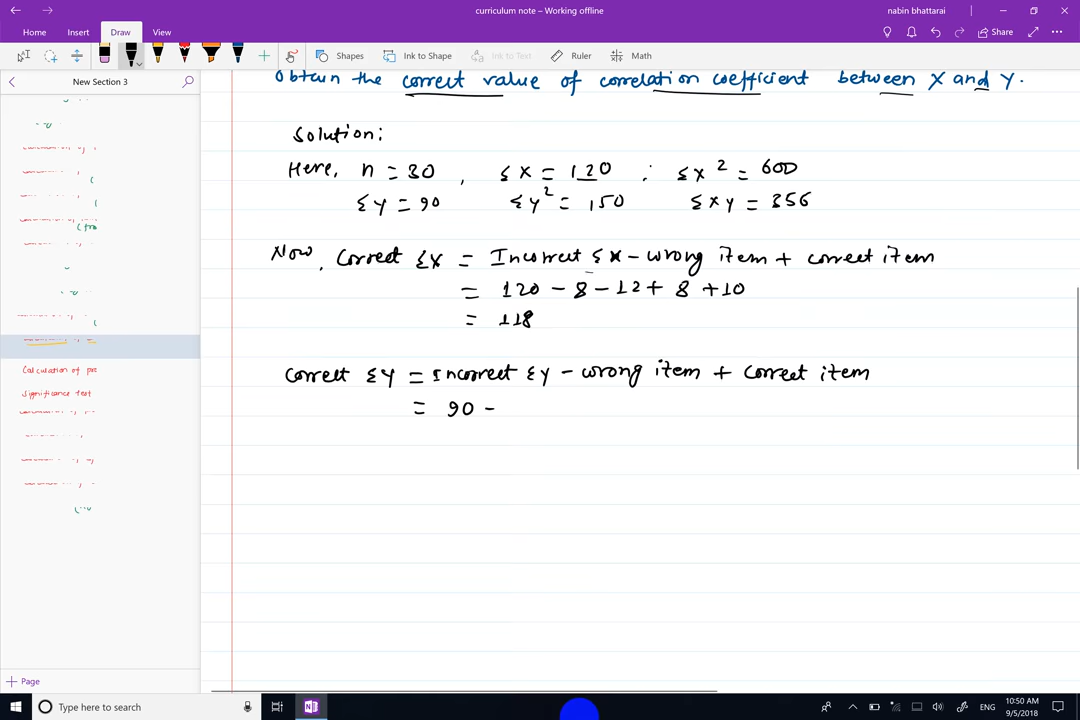 curriculum note – Working offline
nabin bhattarai
Home Insert Draw View
Share
Shapes Ink to Shape Ink to Text Ruler Math
New Section 3
Obtain the correct value of correlation coefficient between X and Y.
Solution:
Here, n = 30 , Σx = 120 ; Σx² = 600
Σy = 90 Σy² = 150 Σxy = 356
Now, Correct Σx = Incorrect Σx - wrong item + correct item
= 120 - 8 - 12 + 8 + 10
= 118
Correct Σy = Incorrect Σy - wrong item + correct item
= 90 -
Calculation of pr
Significance test
+ Page
Type here to search
ENG
10:50 AM
9/5/2018